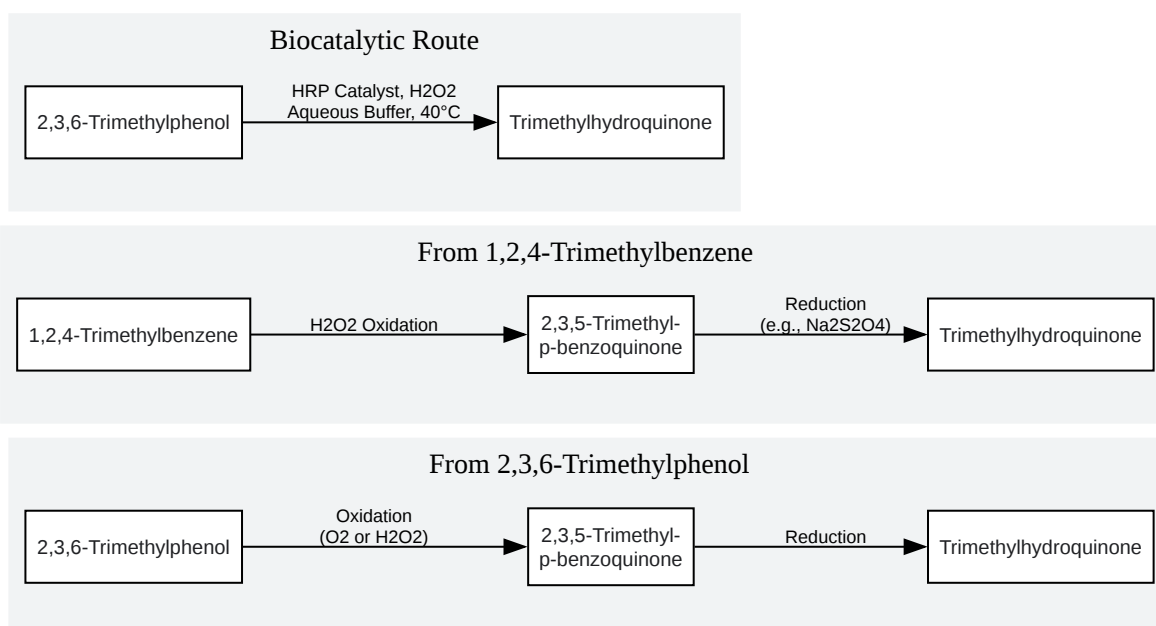 Biocatalytic Route
2,3,6-Trimethylphenol
HRP Catalyst, H2O2
Aqueous Buffer, 40°C
Trimethylhydroquinone
From 1,2,4-Trimethylbenzene
1,2,4-Trimethylbenzene
H2O2 Oxidation
2,3,5-Trimethyl-
p-benzoquinone
Reduction
(e.g., Na2S2O4)
Trimethylhydroquinone
From 2,3,6-Trimethylphenol
2,3,6-Trimethylphenol
Oxidation
(O2 or H2O2)
2,3,5-Trimethyl-
p-benzoquinone
Reduction
Trimethylhydroquinone